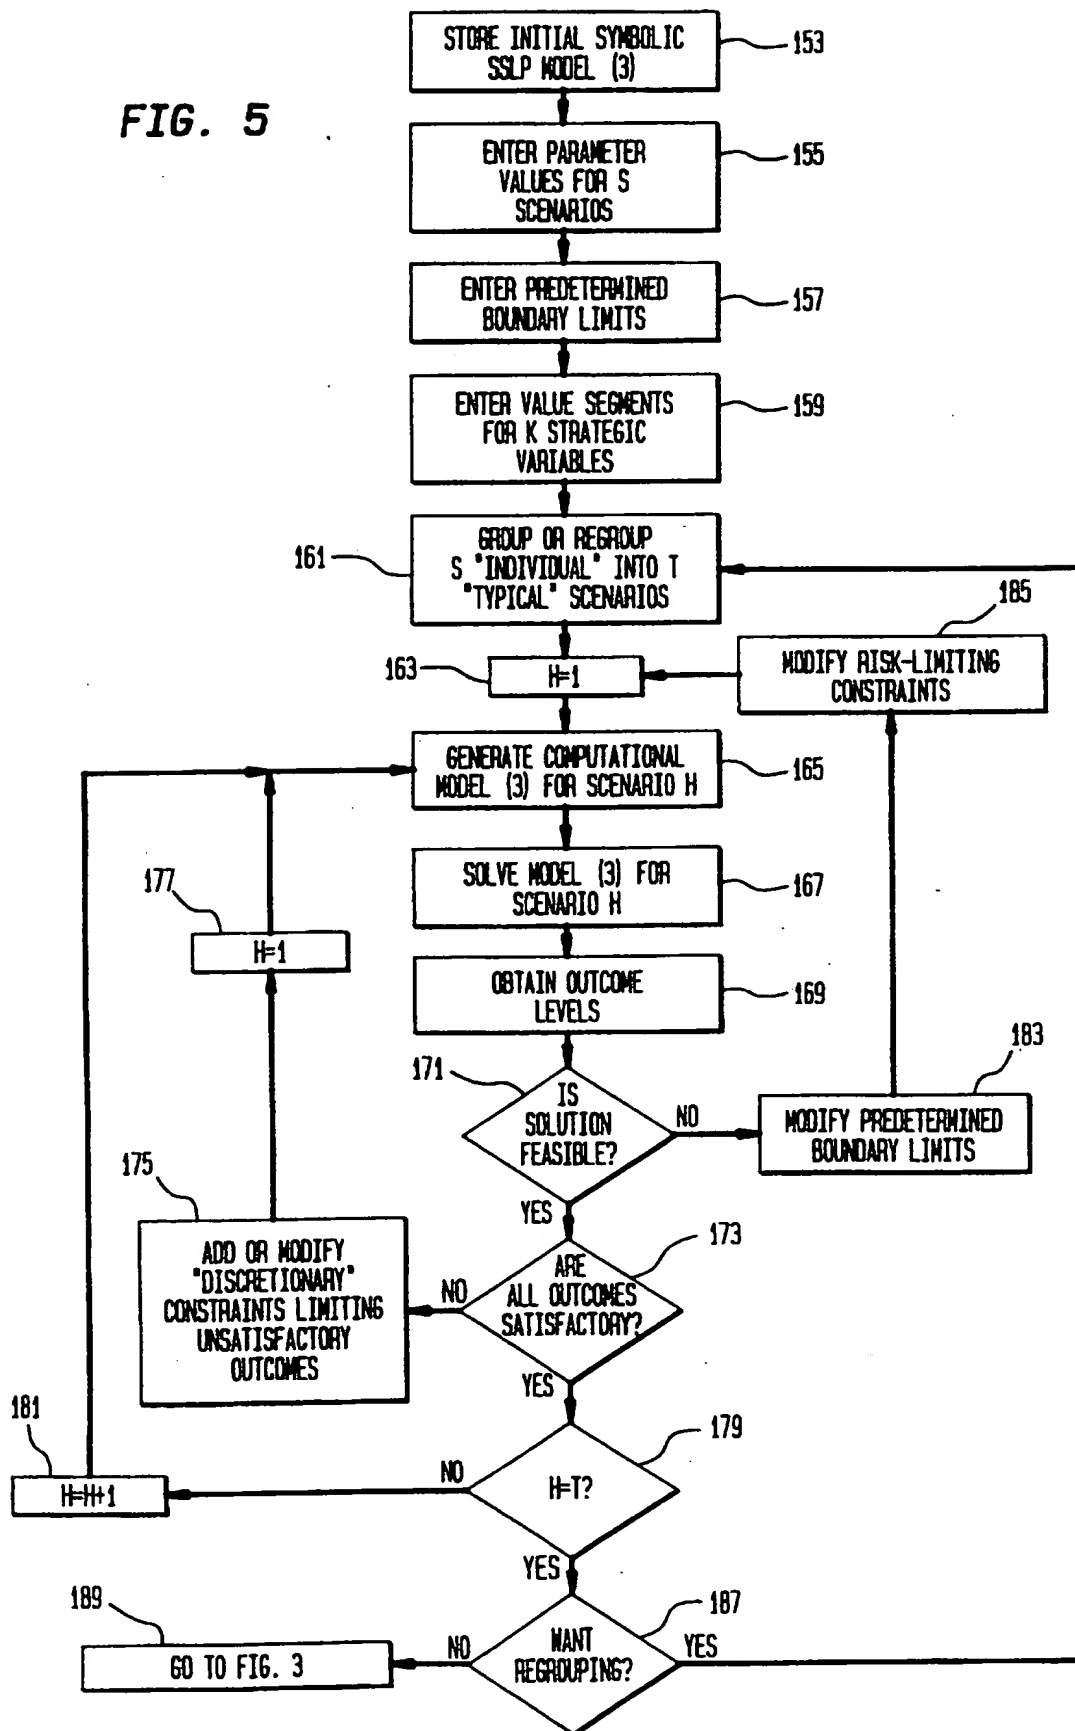 STORE INITIAL SYMBOLIC
SSLP MODEL (3)
153
FIG. 5
ENTER PARAMETER
VALUES FOR S
SCENARIOS
155
ENTER PREDETERMINED
BOUNDARY LIMITS
157
ENTER VALUE SEGMENTS
FOR K STRATEGIC
VARIABLES
159
161
GROUP OR REGROUP
S "INDIVIDUAL" INTO T
"TYPICAL" SCENARIOS
163
H=1
185
MODIFY RISK-LIMITING
CONSTRAINTS
GENERATE COMPUTATIONAL
MODEL (3) FOR SCENARIO H
165
SOLVE MODEL (3) FOR
SCENARIO H
167
177
H=1
OBTAIN OUTCOME
LEVELS
169
171
IS
SOLUTION
FEASIBLE?
NO
183
MODIFY PREDETERMINED
BOUNDARY LIMITS
YES
175
ADD OR MODIFY
"DISCRETIONARY"
CONSTRAINTS LIMITING
UNSATISFACTORY
OUTCOMES
NO
ARE
ALL OUTCOMES
SATISFACTORY?
173
YES
181
H=H+1
NO
H=T?
179
YES
189
GO TO FIG. 3
NO
WANT
REGROUPING?
187
YES